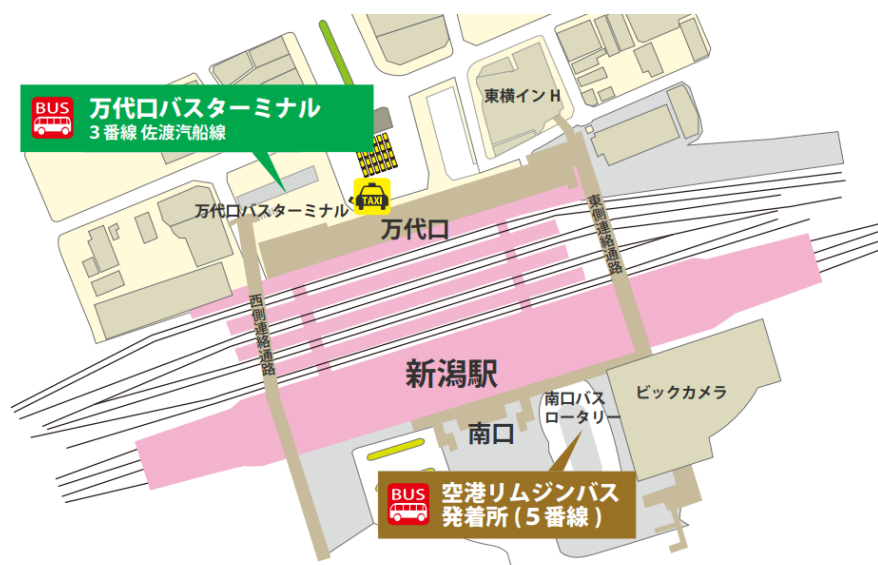 BUS
万代口バスターミナル
3番線 佐渡汽船線
東横イン H
万代口バスターミナル
TAXI
万代口
東側連絡通路
西側連絡通路
新潟駅
南口バス
ロータリー
ビックカメラ
南口
BUS
空港リムジンバス
発着所(5番線)